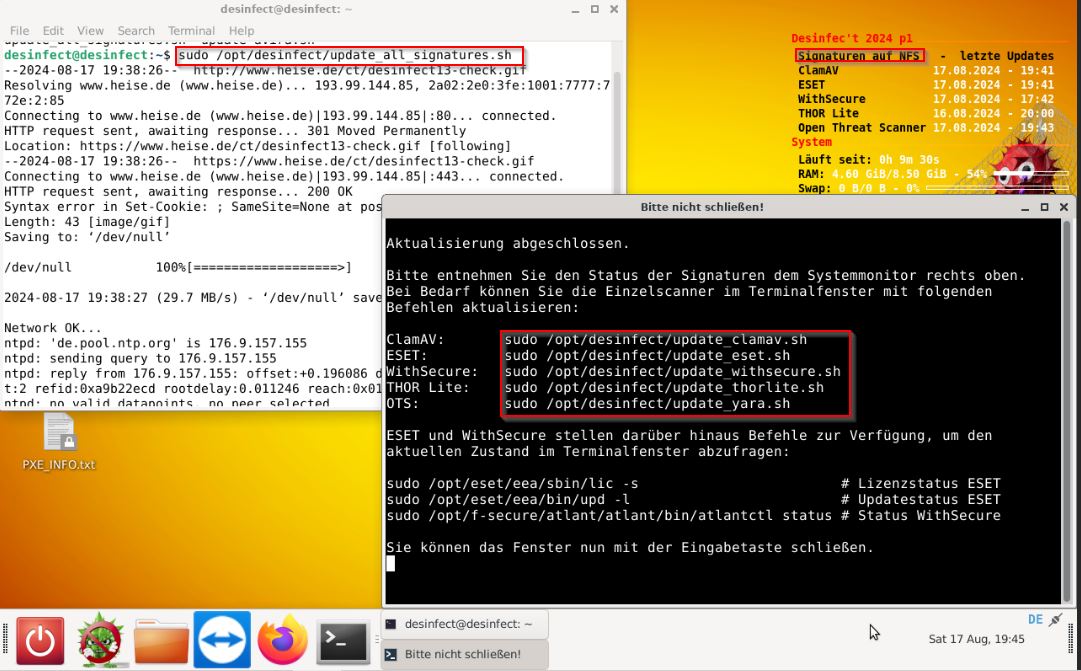 desinfect@desinfect: ~
File Edit View Search Terminal Help
desinfect@desinfect:~$ sudo /opt/desinfect/update_all_signatures.sh
--2024-08-17 19:38:26-- http://www.heise.de/ct/desinfect13-check.gif
Resolving www.heise.de (www.heise.de)... 193.99.144.85, 2a02:2e0:3fe:1001:7777:7
72e:2:85
Connecting to www.heise.de (www.heise.de)|193.99.144.85|:80... connected.
HTTP request sent, awaiting response... 301 Moved Permanently
Location: https://www.heise.de/ct/desinfect13-check.gif [following]
--2024-08-17 19:38:26-- https://www.heise.de/ct/desinfect13-check.gif
Connecting to www.heise.de (www.heise.de)|193.99.144.85|:443... connected.
HTTP request sent, awaiting response... 200 OK
Syntax error in Set-Cookie: ; SameSite=None at pos
Length: 43 [image/gif]
Saving to: ‘/dev/null’
/dev/null 100%[===================>]
2024-08-17 19:38:27 (29.7 MB/s) - ‘/dev/null’ save
Network OK...
ntpd: 'de.pool.ntp.org' is 176.9.157.155
ntpd: sending query to 176.9.157.155
ntpd: reply from 176.9.157.155: offset:+0.196086 d
t:2 refid:0xa9b22ecd rootdelay:0.011246 reach:0x01
ntpd: no valid datapoints, no peer selected
Desinfec't 2024 p1
Signaturen auf NFS - letzte Updates
ClamAV 17.08.2024 - 19:41
ESET 17.08.2024 - 19:41
WithSecure 17.08.2024 - 17:42
THOR Lite 16.08.2024 - 20:00
Open Threat Scanner 17.08.2024 - 19:43
System
Läuft seit: 0h 9m 30s
RAM: 4.60 GiB/8.50 GiB - 54%
Swap: 0 B/0 B - 0%
Bitte nicht schließen!
Aktualisierung abgeschlossen.
Bitte entnehmen Sie den Status der Signaturen dem Systemmonitor rechts oben.
Bei Bedarf können Sie die Einzelscanner im Terminalfenster mit folgenden
Befehlen aktualisieren:
ClamAV: sudo /opt/desinfect/update_clamav.sh
ESET: sudo /opt/desinfect/update_eset.sh
WithSecure: sudo /opt/desinfect/update_withsecure.sh
THOR Lite: sudo /opt/desinfect/update_thorlite.sh
OTS: sudo /opt/desinfect/update_yara.sh
ESET und WithSecure stellen darüber hinaus Befehle zur Verfügung, um den
aktuellen Zustand im Terminalfenster abzufragen:
sudo /opt/eset/eea/sbin/lic -s # Lizenzstatus ESET
sudo /opt/eset/eea/bin/upd -l # Updatestatus ESET
sudo /opt/f-secure/atlant/atlant/bin/atlantctl status # Status WithSecure
Sie können das Fenster nun mit der Eingabetaste schließen.
PXE_INFO.txt
desinfect@desinfect: ~
Bitte nicht schließen!
DE
Sat 17 Aug, 19:45